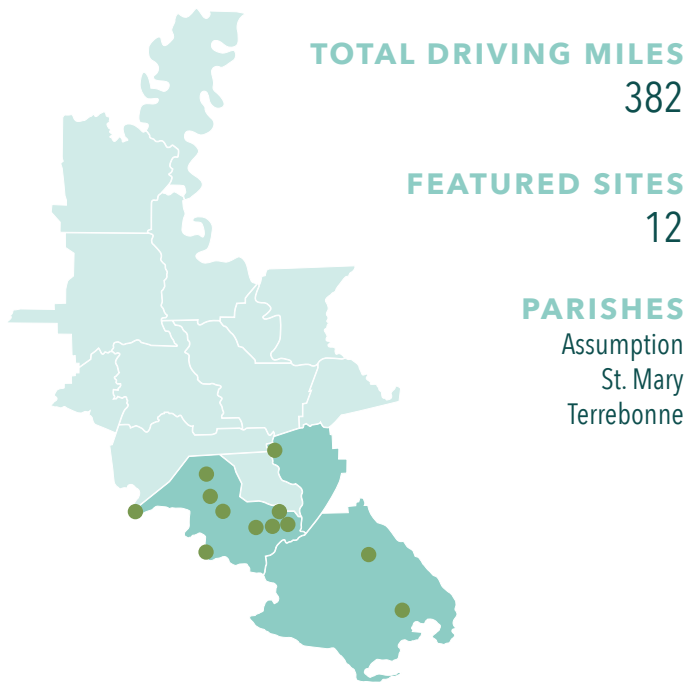 TOTAL DRIVING MILES
382
FEATURED SITES
12
PARISHES
Assumption
St. Mary
Terrebonne